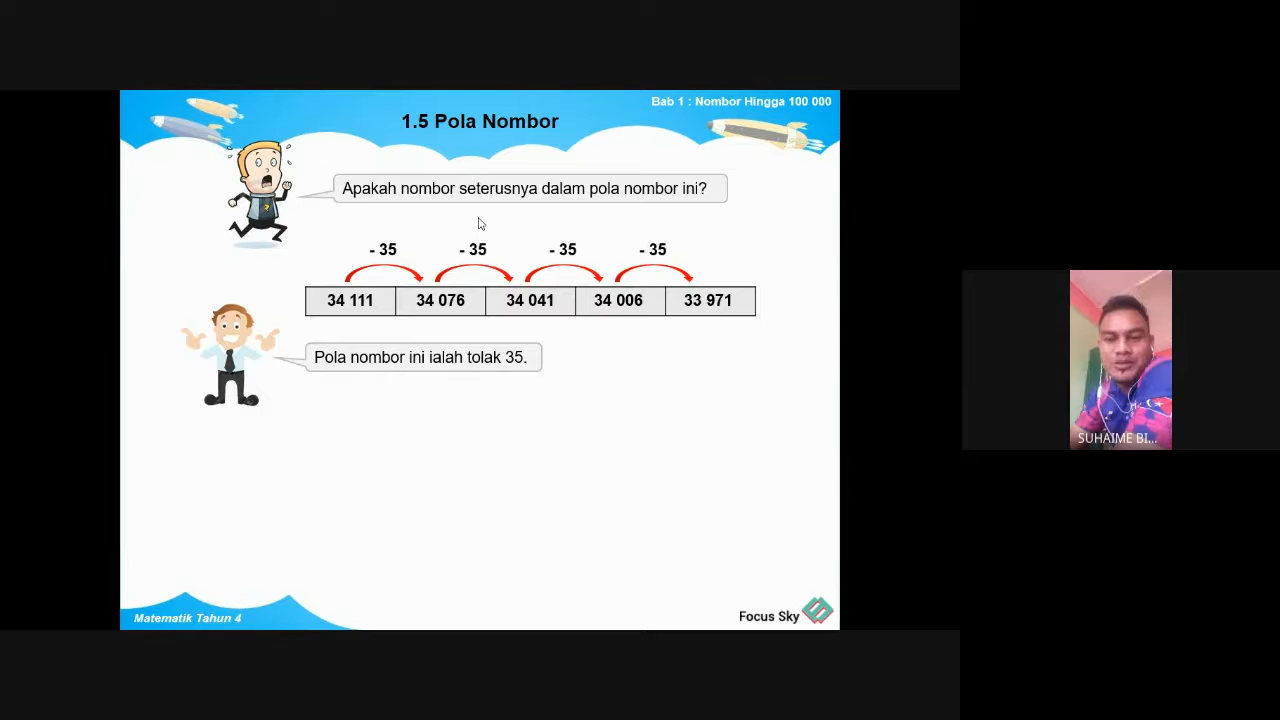 Bab 1 : Nombor Hingga 100 000
1.5 Pola Nombor
Apakah nombor seterusnya dalam pola nombor ini?
- 35 - 35 - 35 - 35
34 111 34 076 34 041 34 006 33 971
Pola nombor ini ialah tolak 35.
SUHAIME BI...
Matematik Tahun 4
Focus Sky